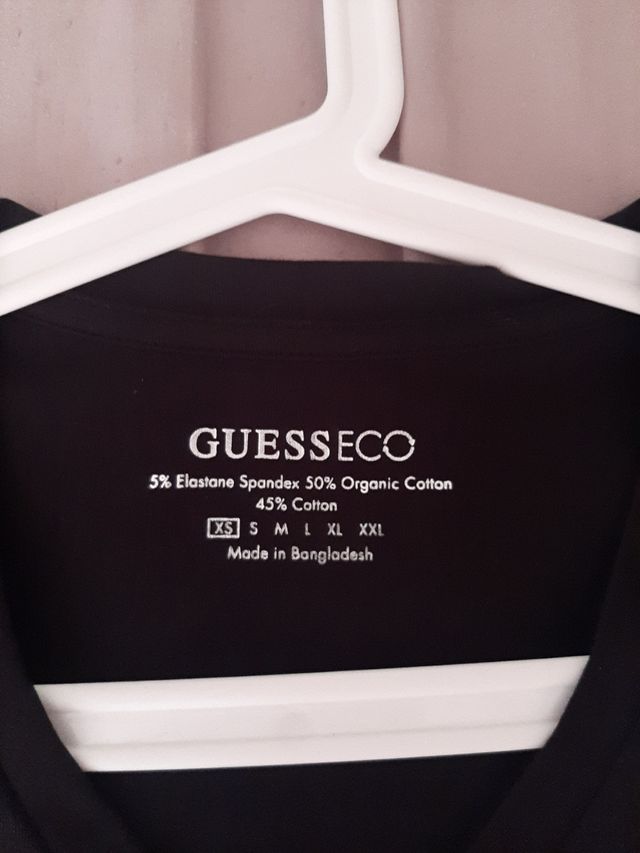 GUESSECO
5% Elastane Spandex 50% Organic Cotton
45% Cotton
XS S M L XL XXL
Made in Bangladesh